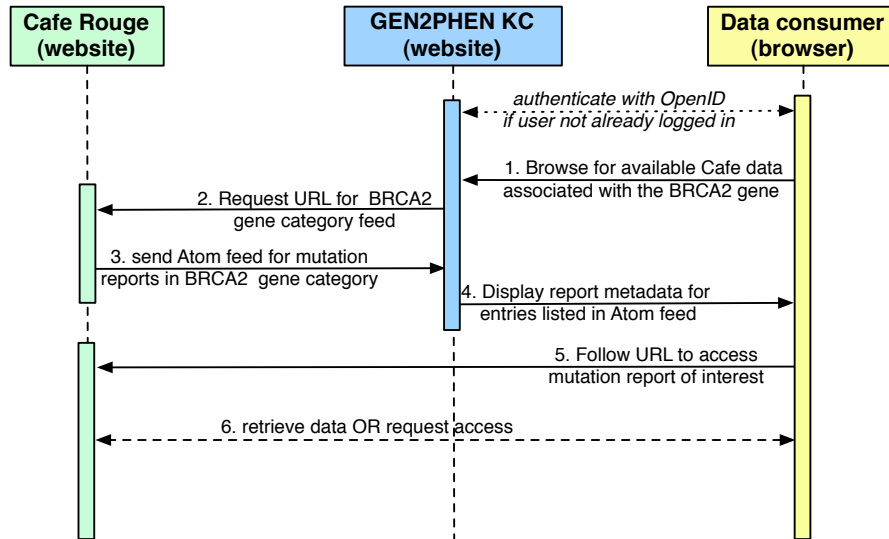 Cafe Rouge
(website)
GEN2PHEN KC
(website)
Data consumer
(browser)
authenticate with OpenID
if user not already logged in
1. Browse for available Cafe data
associated with the BRCA2 gene
2. Request URL for BRCA2
gene category feed
3. send Atom feed for mutation
reports in BRCA2 gene category
4. Display report metadata for
entries listed in Atom feed
5. Follow URL to access
mutation report of interest
6. retrieve data OR request access